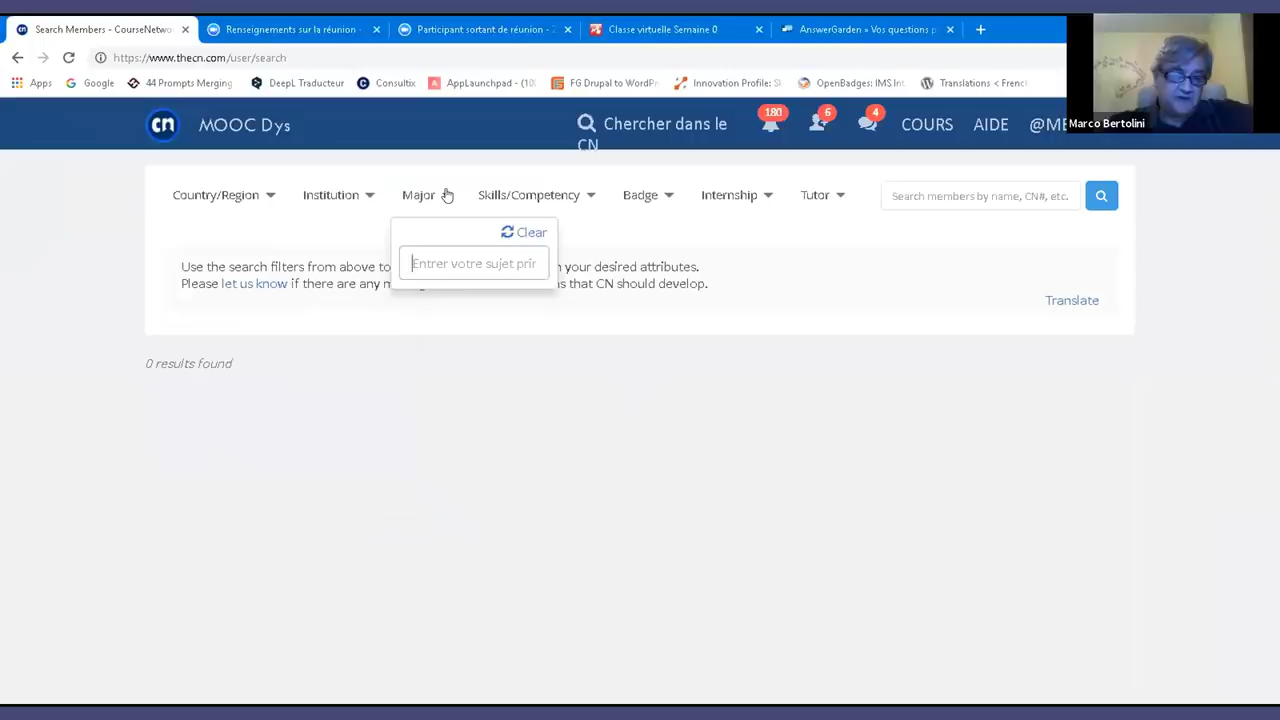 Search Members - CourseNetwo
Renseignements sur la réunion -
Participant sortant de réunion - Z
Classe virtuelle Semaine 0
AnswerGarden » Vos questions p
https://www.thecn.com/user/search
Apps
Google
44 Prompts Merging
DeepL Traducteur
Consultix
AppLaunchpad - (100
FG Drupal to WordPr
Innovation Profile: Sk
OpenBadges: IMS Int
Translations < French
cn
MOOC Dys
Chercher dans le
CN
180
6
4
COURS
AIDE
@ME
Marco Bertolini
Country/Region
Institution
Major
Skills/Competency
Badge
Internship
Tutor
Search members by name, CN#, etc.
Clear
Entrer votre sujet prin
Use the search filters from above to
your desired attributes.
Please let us know if there are any
that CN should develop.
Translate
0 results found